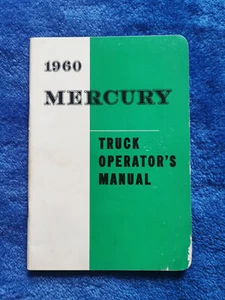 1960
MERCURY
TRUCK
OPERATOR'S
MANUAL